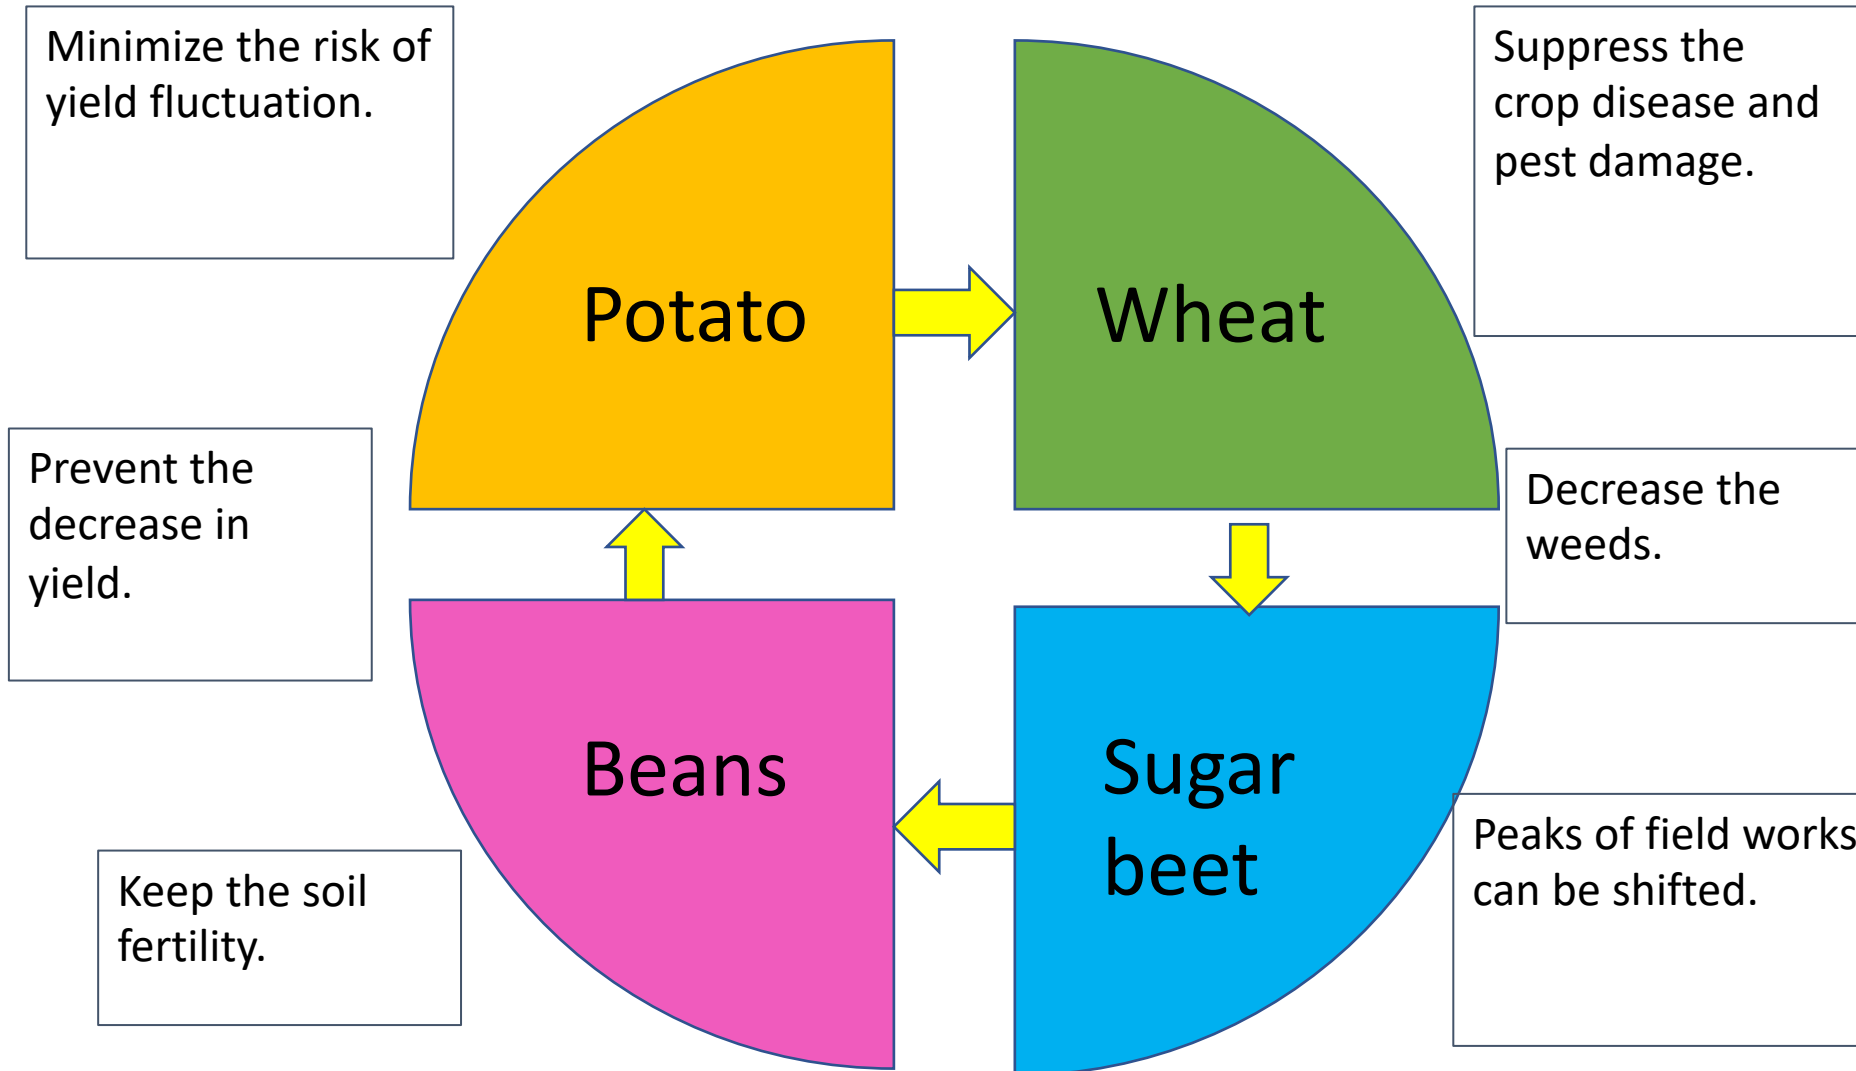 Minimize the risk of
yield fluctuation.
Suppress the
crop disease and
pest damage.
Potato
Wheat
Prevent the
decrease in
yield.
Decrease the
weeds.
Beans
Sugar
beet
Keep the soil
fertility.
Peaks of field works
can be shifted.